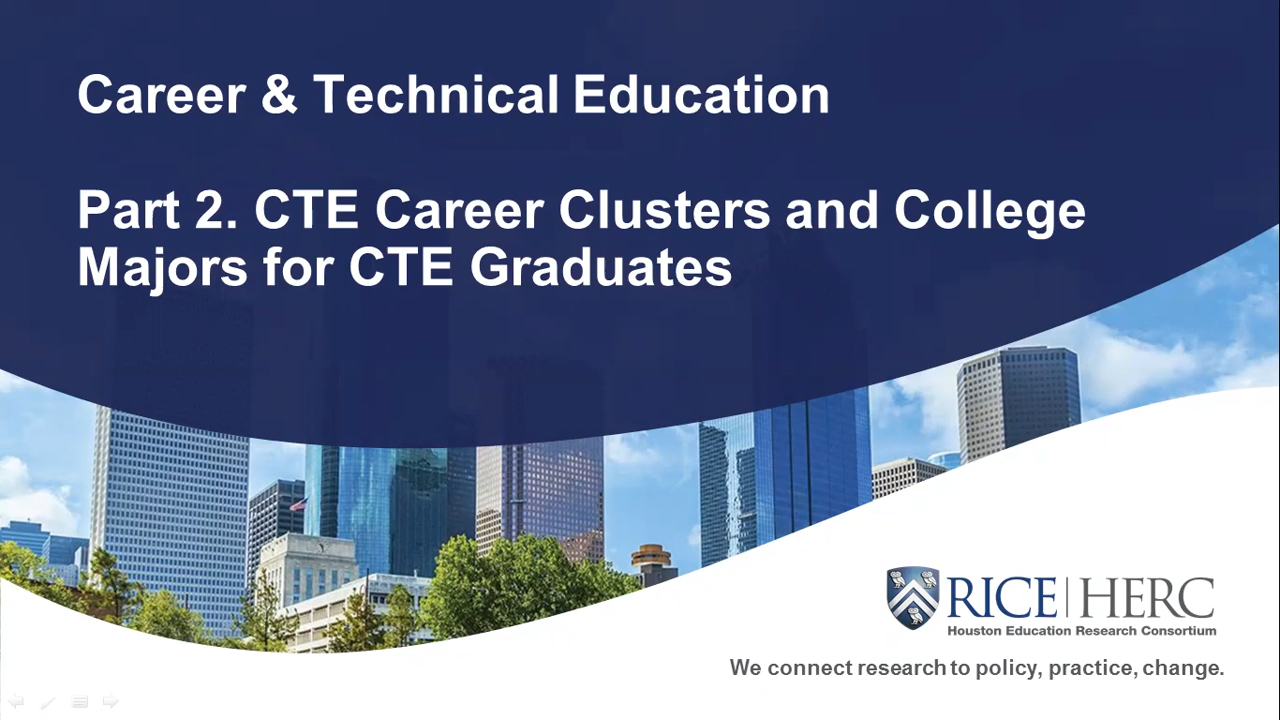 Career & Technical Education
Part 2. CTE Career Clusters and College
Majors for CTE Graduates
RICE | HERC
Houston Education Research Consortium
We connect research to policy, practice, change.